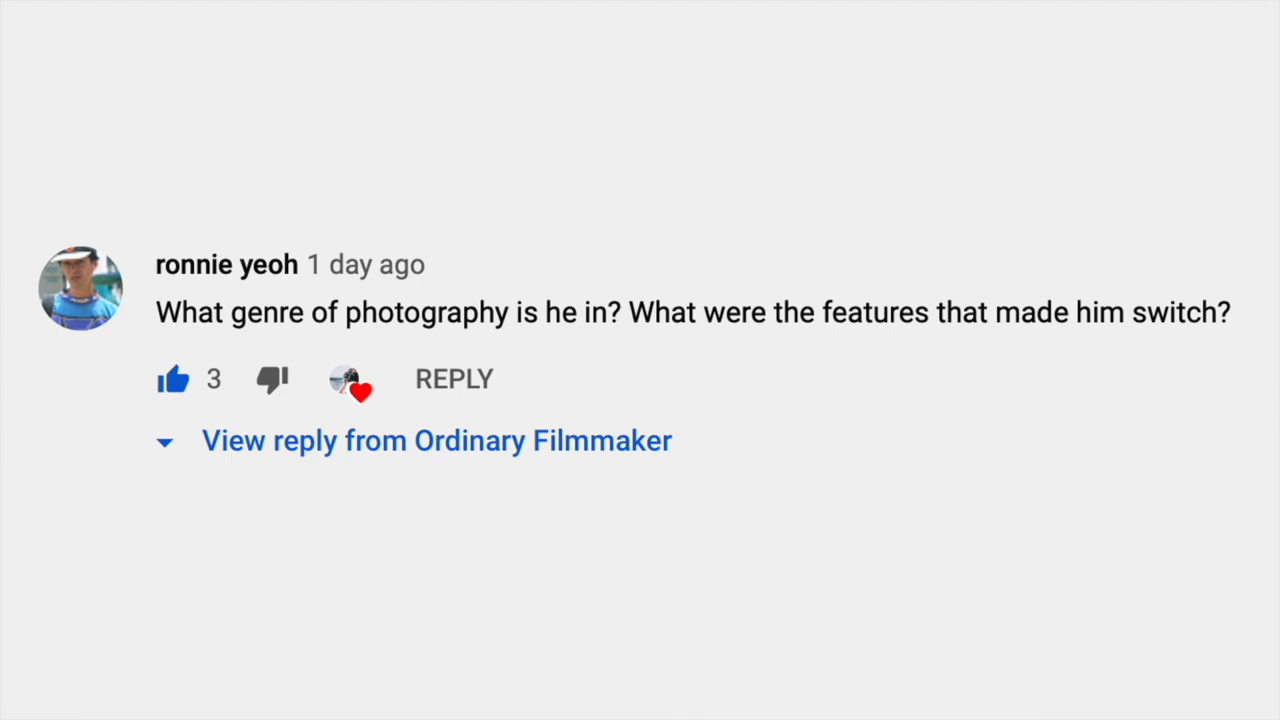 ronnie yeoh 1 day ago
What genre of photography is he in? What were the features that made him switch?
3 REPLY
View reply from Ordinary Filmmaker